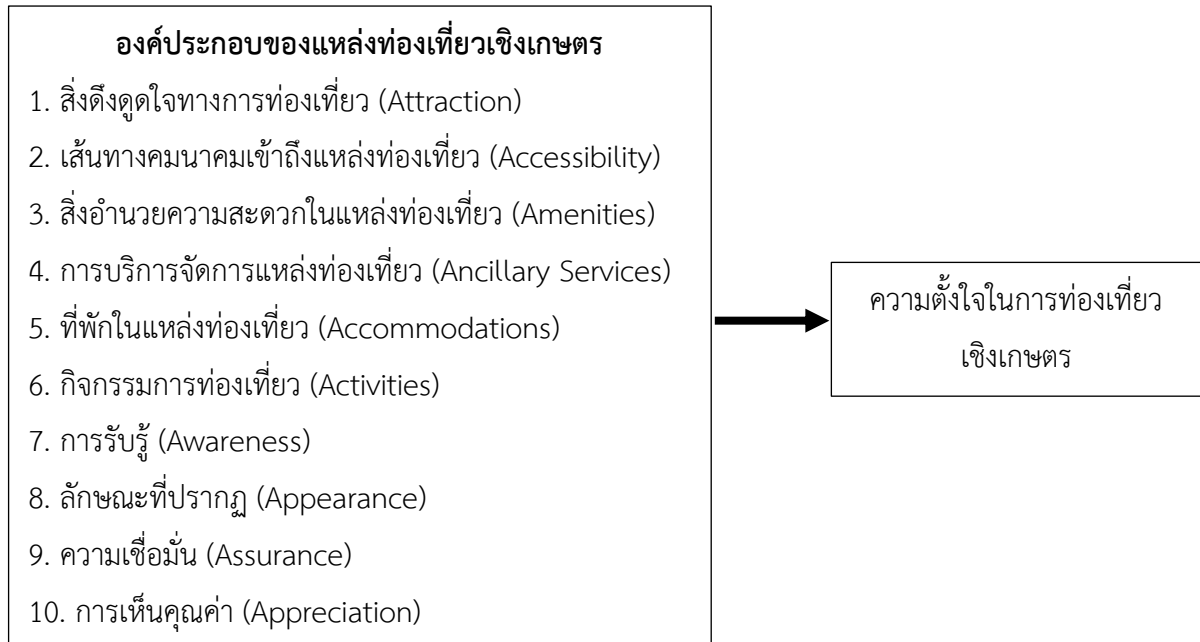 องค์ประกอบของแหล่งท่องเที่ยวเชิงเกษตร
1. สิ่งดึงดูดใจทางการท่องเที่ยว (Attraction)
2. เส้นทางคมนาคมเข้าถึงแหล่งท่องเที่ยว (Accessibility)
3. สิ่งอำนวยความสะดวกในแหล่งท่องเที่ยว (Amenities)
4. การบริการจัดการแหล่งท่องเที่ยว (Ancillary Services)
5. ที่พักในแหล่งท่องเที่ยว (Accommodations)
6. กิจกรรมการท่องเที่ยว (Activities)
7. การรับรู้ (Awareness)
8. ลักษณะที่ปรากฏ (Appearance)
9. ความเชื่อมั่น (Assurance)
10. การเห็นคุณค่า (Appreciation)
ความตั้งใจในการท่องเที่ยว
เชิงเกษตร